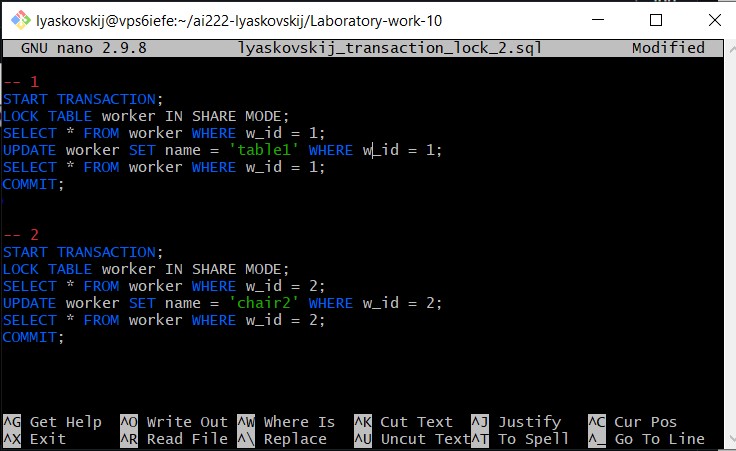 lyaskovskij@vps6iefe:~/ai222-lyaskovskij/Laboratory-work-10
GNU nano 2.9.8 lyaskovskij_transaction_lock_2.sql Modified
-- 1
START TRANSACTION;
LOCK TABLE worker IN SHARE MODE;
SELECT * FROM worker WHERE w_id = 1;
UPDATE worker SET name = 'table1' WHERE w_id = 1;
SELECT * FROM worker WHERE w_id = 1;
COMMIT;
-- 2
START TRANSACTION;
LOCK TABLE worker IN SHARE MODE;
SELECT * FROM worker WHERE w_id = 2;
UPDATE worker SET name = 'chair2' WHERE w_id = 2;
SELECT * FROM worker WHERE w_id = 2;
COMMIT;
^G Get Help ^O Write Out ^W Where Is ^K Cut Text ^J Justify ^C Cur Pos
^X Exit ^R Read File ^\ Replace ^U Uncut Text ^T To Spell ^_ Go To Line